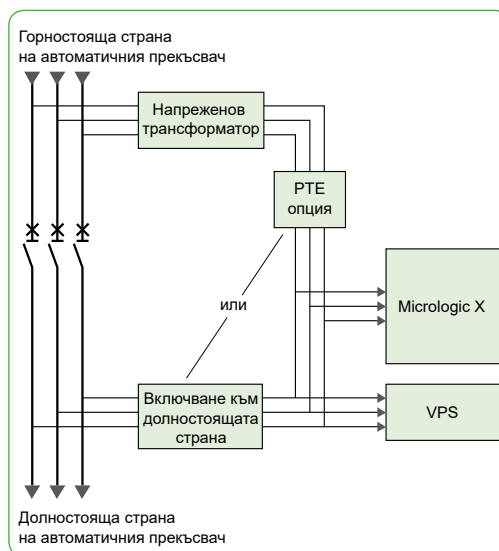 Горностояща страна
на автоматичния прекъсвач
Напреженов
трансформатор
PTE
опция
или
Micrologic X
Включване към
долностоящата
страна
VPS
Долностояща страна
на автоматичния прекъсвач